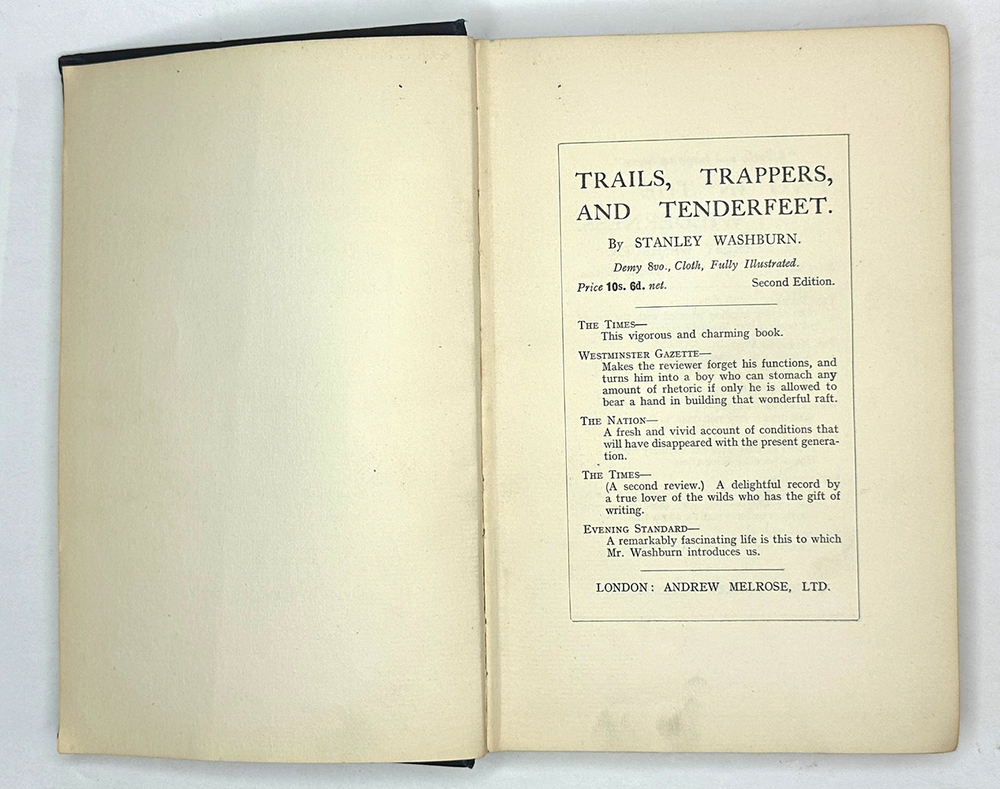 TRAILS, TRAPPERS,
AND TENDERFEET.
By STANLEY WASHBURN.
Demy 8vo., Cloth, Fully Illustrated.
Price 10s. 6d. net. Second Edition.
THE TIMES—
This vigorous and charming book.
WESTMINSTER GAZETTE—
Makes the reviewer forget his functions, and
turns him into a boy who can stomach any
amount of rhetoric if only he is allowed to
bear a hand in building that wonderful raft.
THE NATION—
A fresh and vivid account of conditions that
will have disappeared with the present genera-
tion.
THE TIMES—
(A second review.) A delightful record by
a true lover of the wilds who has the gift of
writing.
EVENING STANDARD—
A remarkably fascinating life is this to which
Mr. Washburn introduces us.
LONDON: ANDREW MELROSE, LTD.